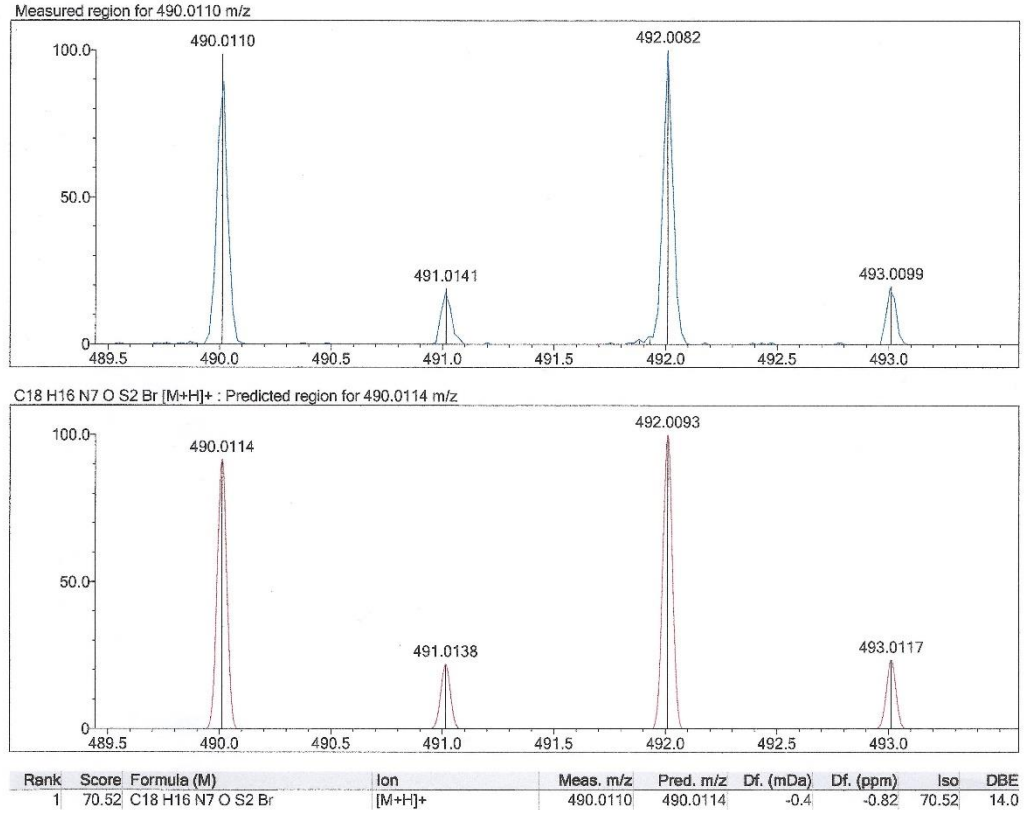 Measured region for 490.0110 m/z
490.0110
492.0082
100.0
50.0
491.0141
493.0099
0
489.5 490.0 490.5 491.0 491.5 492.0 492.5 493.0
C18 H16 N7 O S2 Br [M+H]+ : Predicted region for 490.0114 m/z
492.0093
100.0
490.0114
50.0
491.0138
493.0117
0
489.5 490.0 490.5 491.0 491.5 492.0 492.5 493.0
Rank Score Formula (M) Ion Meas. m/z Pred. m/z Df. (mDa) Df. (ppm) Iso DBE
1 70.52 C18 H16 N7 O S2 Br [M+H]+ 490.0110 490.0114 -0.4 -0.82 70.52 14.0